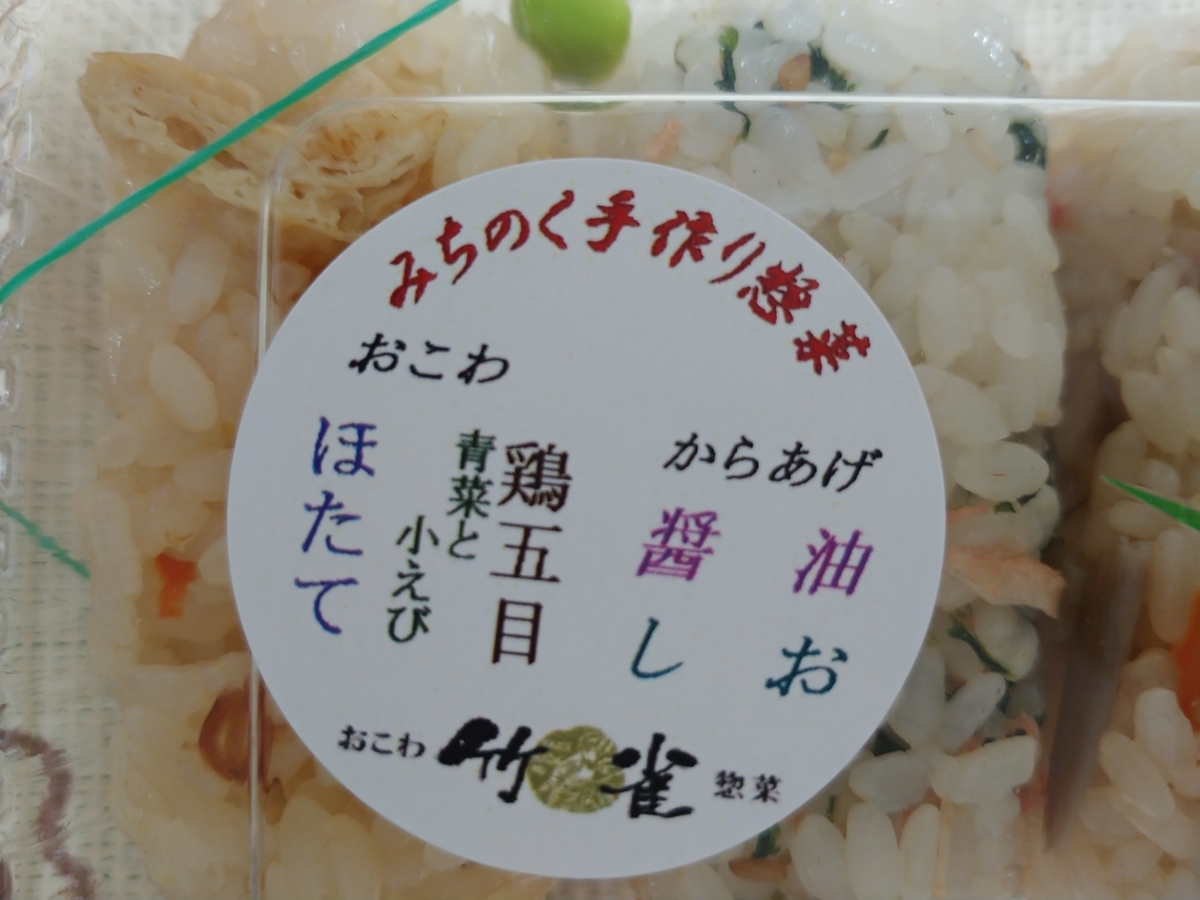 みちのく手作り惣菜
おこわ
ほたて
青菜と
小えび
鶏五目
からあげ
醤油
しお
おこわ 竹雀 惣菜